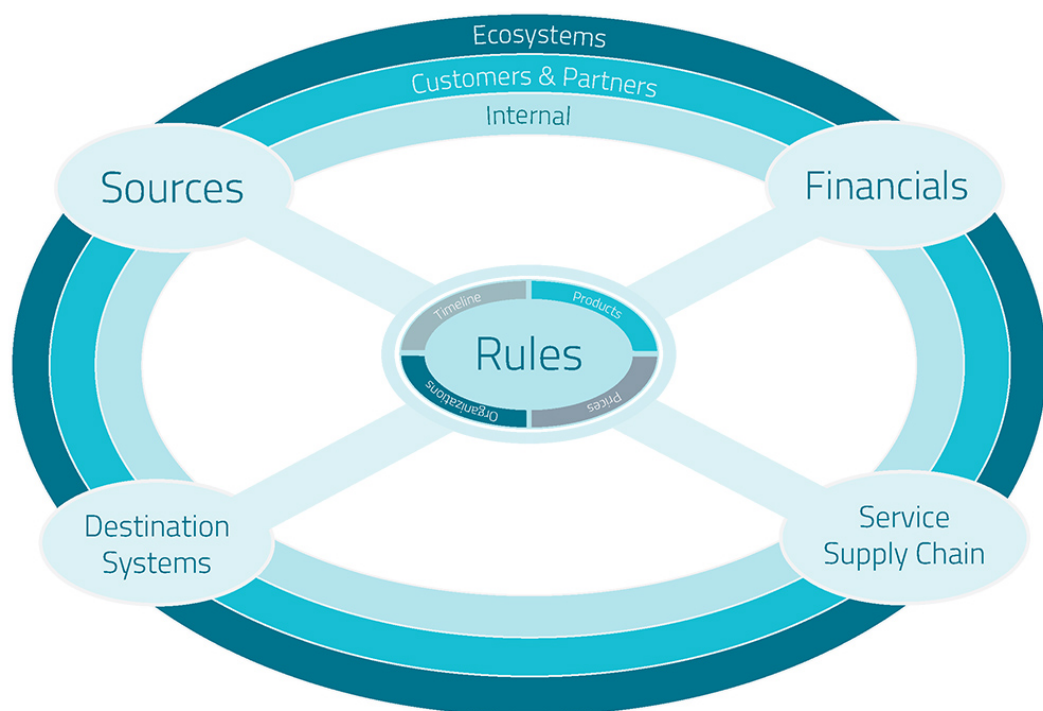 Ecosystems
Customers & Partners
Internal
Sources
Financials
Timeline
Products
Rules
Organizations
Prices
Destination
Systems
Service
Supply Chain